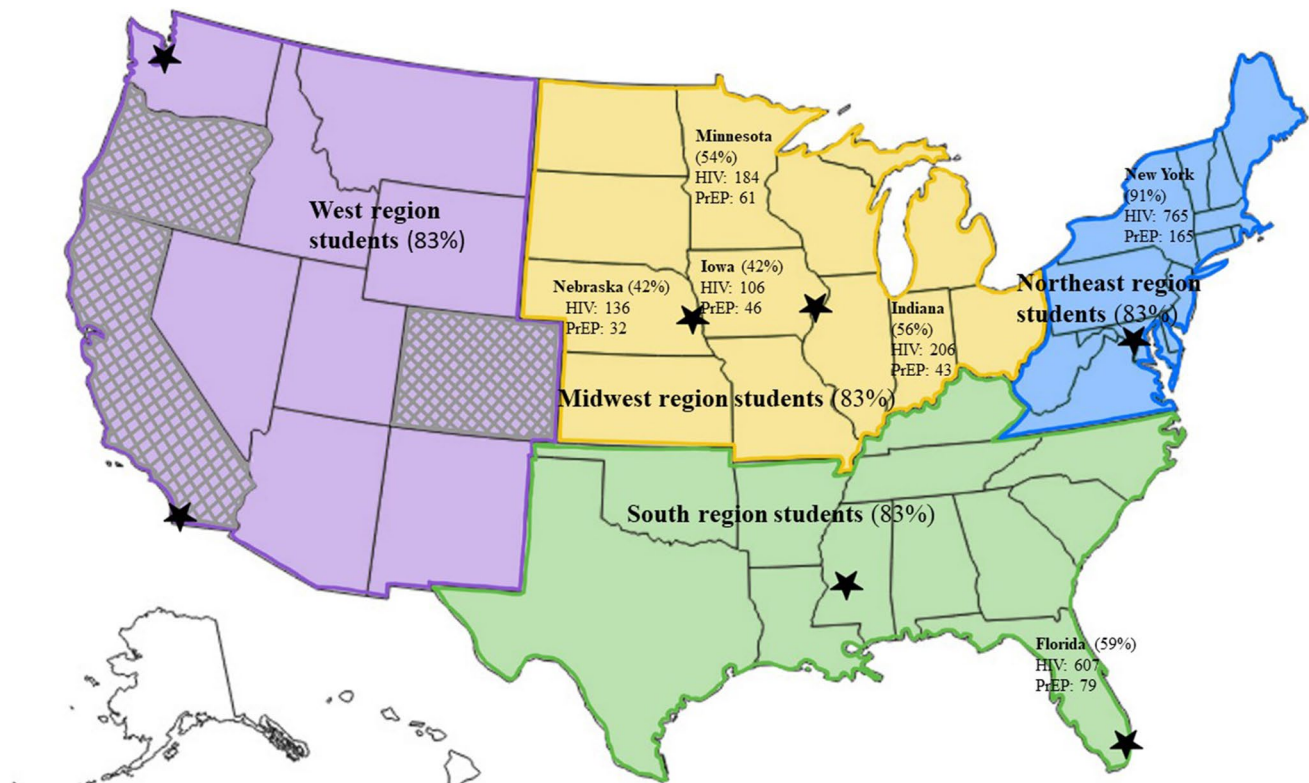 West region
students (83%)
Minnesota
(54%)
HIV: 184
PrEP: 61
Nebraska (42%)
HIV: 136
PrEP: 32
Iowa (42%)
HIV: 106
PrEP: 46
Indiana
(56%)
HIV: 206
PrEP: 43
Midwest region students (83%)
New York
(91%)
HIV: 765
PrEP: 165
Northeast region
students (83%)
South region students (83%)
Florida (59%)
HIV: 607
PrEP: 79